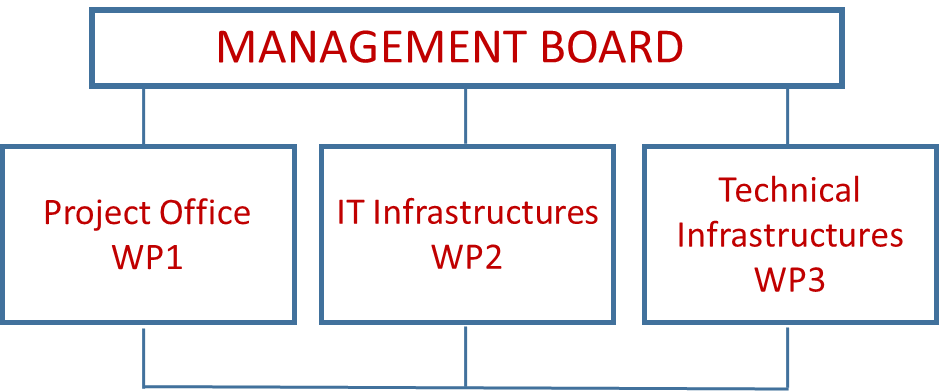 MANAGEMENT BOARD
Project Office
WP1
IT Infrastructures
WP2
Technical
Infrastructures
WP3